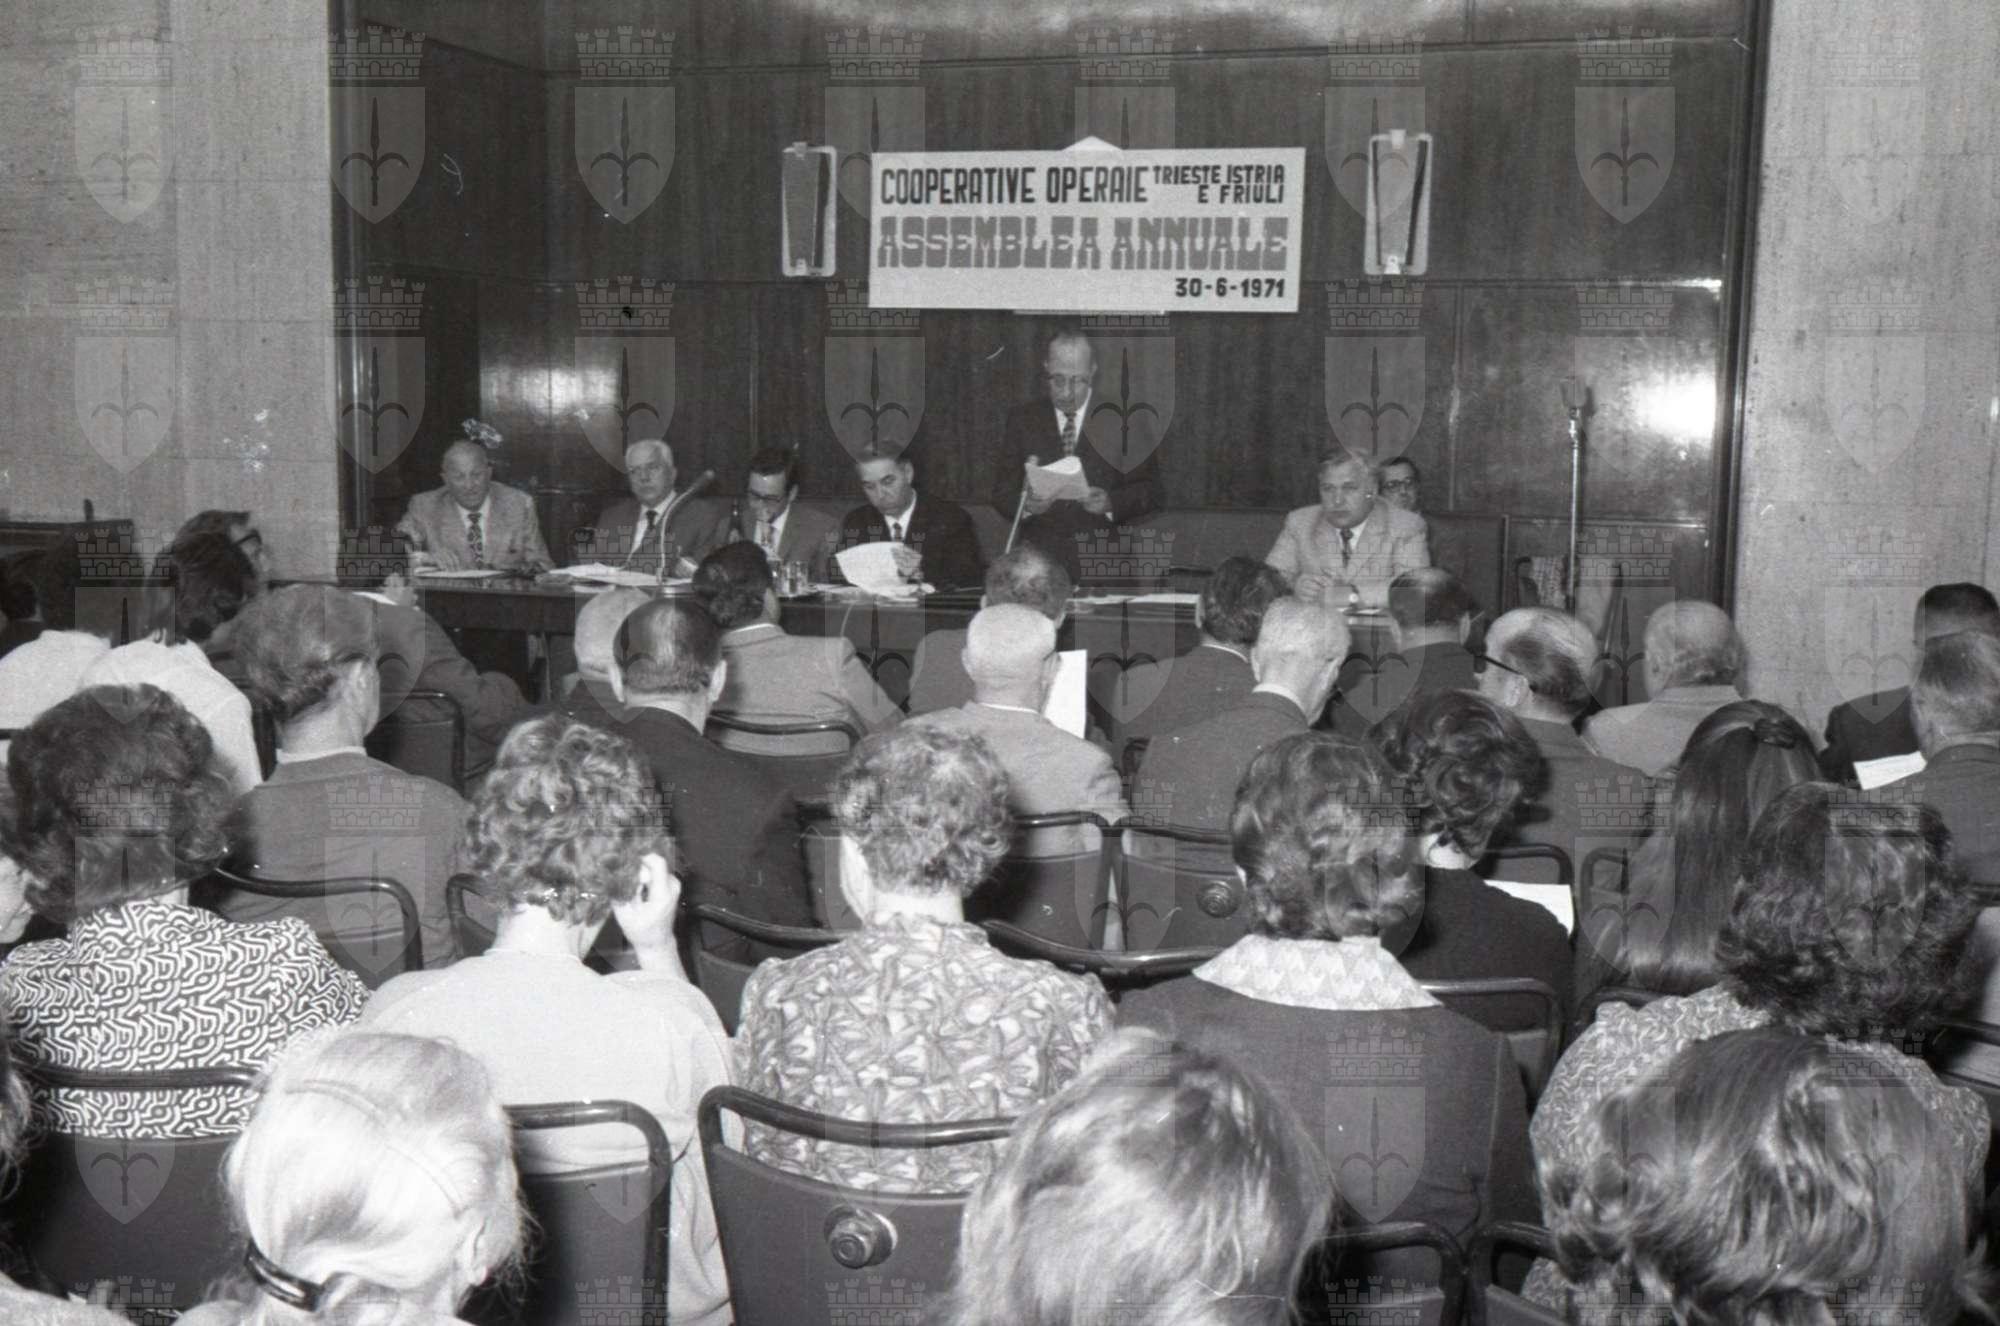 COOPERATIVE OPERAIE TRIESTE ISTRIA
E FRIULI
ASSEMBLEA ANNUALE
30-6-1971